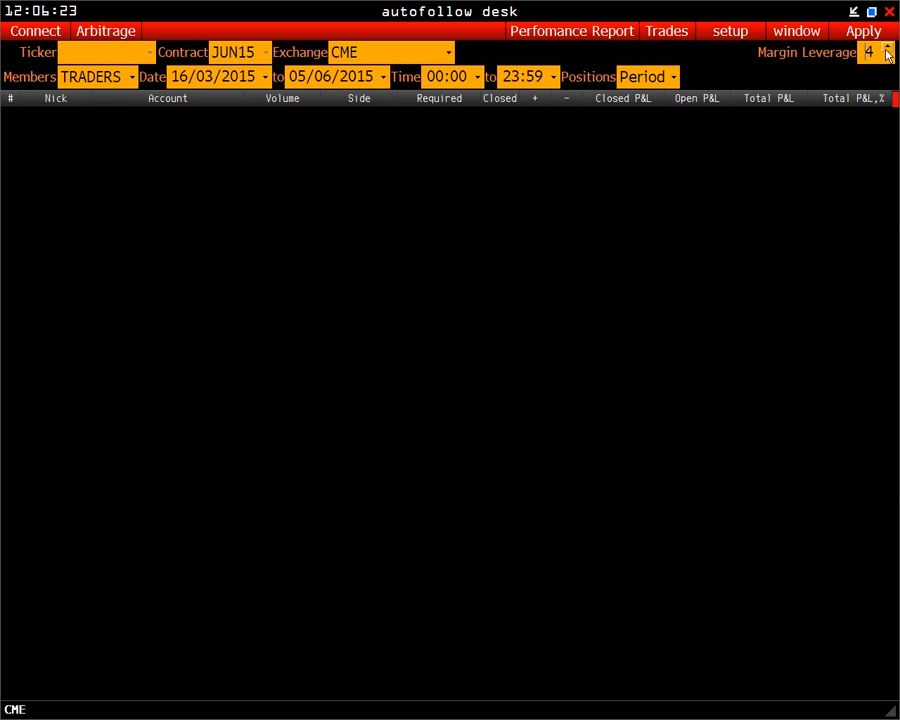 12:06:23 autofollow desk
Connect Arbitrage Perfomance Report Trades setup window Apply
Ticker Contract JUN15 Exchange CME Margin Leverage 4
Members TRADERS Date 16/03/2015 to 05/06/2015 Time 00:00 to 23:59 Positions Period
# Nick Account Volume Side Required Closed + - Closed P&L Open P&L Total P&L Total P&L,%
CME